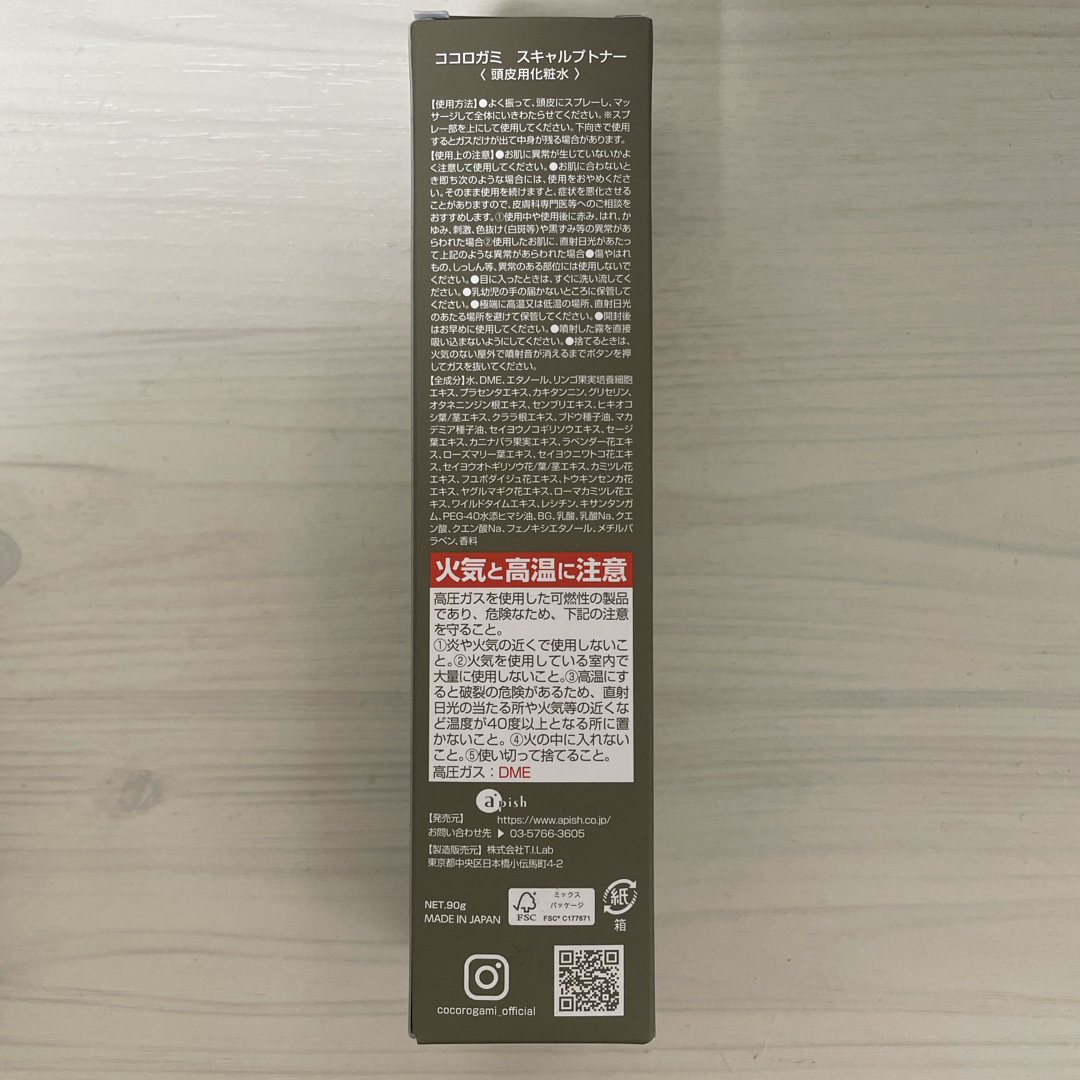 ココロガミ　スキャルプトナー
〈 頭皮用化粧水 〉
【使用方法】●よく振って、頭皮にスプレーし、マッ
サージして全体にいきわたらせてください。※スプ
レー部を上にして使用してください。下向きで使用
するとガスだけが出て中身が残る場合があります。
【使用上の注意】●お肌に異常が生じていないかよ
く注意して使用してください。●お肌に合わないと
き即ち次のような場合には、使用をおやめくださ
い。そのまま使用を続けますと、症状を悪化させる
ことがありますので、皮膚科専門医等へのご相談を
おすすめします。①使用中や使用後に赤み、はれ、か
ゆみ、刺激、色抜け(白斑等)や黒ずみ等の異常があ
らわれた場合②使用したお肌に、直射日光があたっ
て上記のような異常があらわれた場合●傷やはれ
もの、しっしん等、異常のある部位には使用しないで
ください。●目に入ったときは、すぐに洗い流してく
ださい。●乳幼児の手の届かないところに保管して
ください。●極端に高温又は低温の場所、直射日光
のあたる場所を避けて保管してください。●開封後
はお早めに使用してください。●噴射した霧を直接
吸い込まないようにしてください。●捨てるときは、
火気のない屋外で噴射音が消えるまでボタンを押
してガスを抜いてください。
【全成分】水、DME、エタノール、リンゴ果実培養細胞
エキス、プラセンタエキス、カキタンニン、グリセリン、
オタネニンジン根エキス、センブリエキス、ヒキオコ
シ葉/茎エキス、クララ根エキス、ブドウ種子油、マカ
デミア種子油、セイヨウノコギリソウエキス、セージ
葉エキス、カニナバラ果実エキス、ラベンダー花エキ
ス、ローズマリー葉エキス、セイヨウニワトコ花エキ
ス、セイヨウオトギリソウ花/葉/茎エキス、カミツレ花
エキス、フユボダイジュ花エキス、トウキンセンカ花
エキス、ヤグルマギク花エキス、ローマカミツレ花エ
キス、ワイルドタイムエキス、レシチン、キサンタンガ
ム、PEG-40水添ヒマシ油、BG、乳酸、乳酸Na、クエ
ン酸、クエン酸Na、フェノキシエタノール、メチルパ
ラベン、香料
火気と高温に注意
高圧ガスを使用した可燃性の製品
であり、危険なため、下記の注意
を守ること。
①炎や火気の近くで使用しないこ
と。②火気を使用している室内で
大量に使用しないこと。③高温にす
ると破裂の危険があるため、直射
日光の当たる所や火気等の近くな
ど温度が40度以上となる所に置
かないこと。④火の中に入れない
こと。⑤使い切って捨てること。
高圧ガス：DME
apish
【発売元】 https://www.apish.co.jp/
お問い合わせ先 ▶ 03-5766-3605
【製造販売元】 株式会社T.I.Lab
東京都中央区日本橋小伝馬町4-2
NET.90g
MADE IN JAPAN
FSC
ミックス
パッケージ
FSC® C177671
紙
箱
cocorogami_official